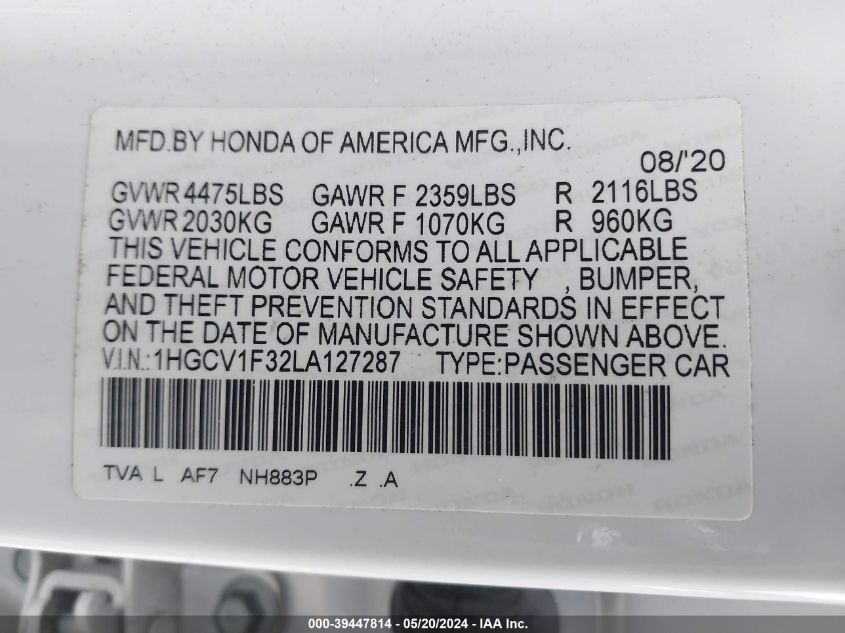 MFD.BY HONDA OF AMERICA MFG.,INC.
08/'20
GVWR 4475LBS GAWR F 2359LBS R 2116LBS
GVWR 2030KG GAWR F 1070KG R 960KG
THIS VEHICLE CONFORMS TO ALL APPLICABLE
FEDERAL MOTOR VEHICLE SAFETY , BUMPER,
AND THEFT PREVENTION STANDARDS IN EFFECT
ON THE DATE OF MANUFACTURE SHOWN ABOVE.
V.I.N.:1HGCV1F32LA127287 TYPE:PASSENGER CAR
TVA L AF7 NH883P .Z .A
000-39447814 / 05/20/2024 - IAA Inc.